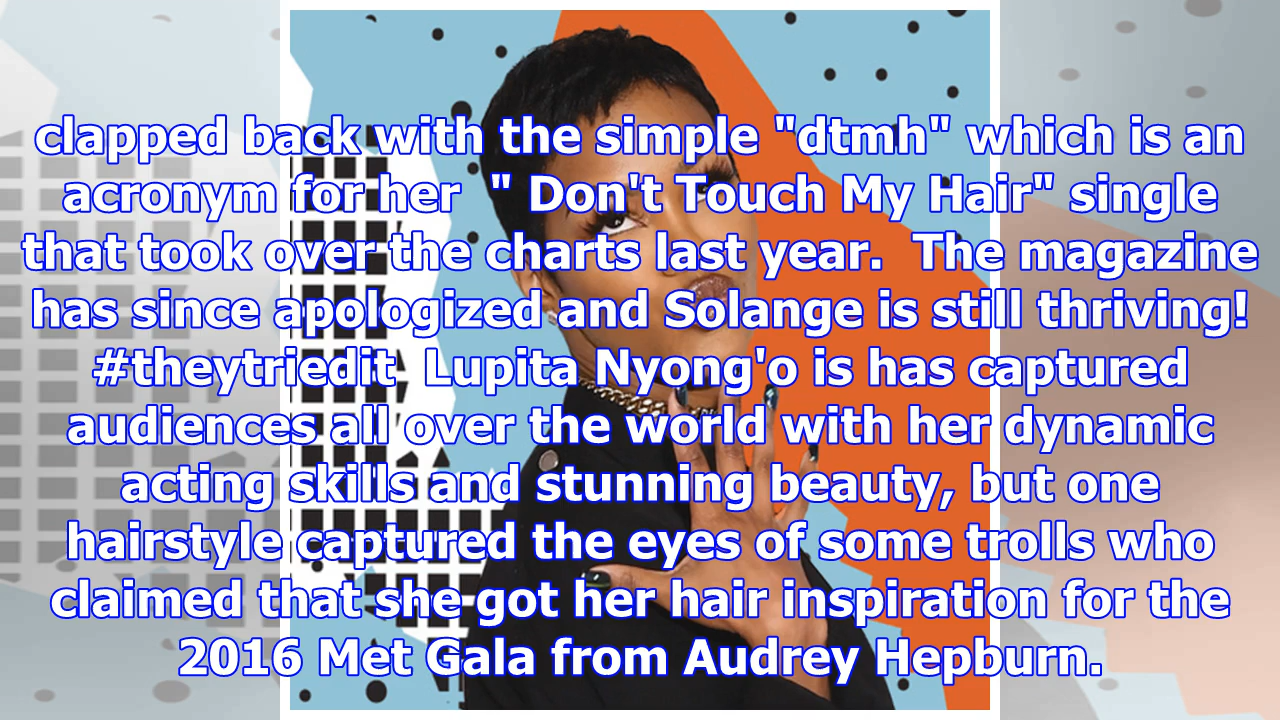 clapped back with the simple "dtmh" which is an
acronym for her  " Don't Touch My Hair" single
that took over the charts last year.  The magazine
has since apologized and Solange is still thriving!
#theytriedit  Lupita Nyong'o is has captured
audiences all over the world with her dynamic
acting skills and stunning beauty, but one
hairstyle captured the eyes of some trolls who
claimed that she got her hair inspiration for the
2016 Met Gala from Audrey Hepburn.